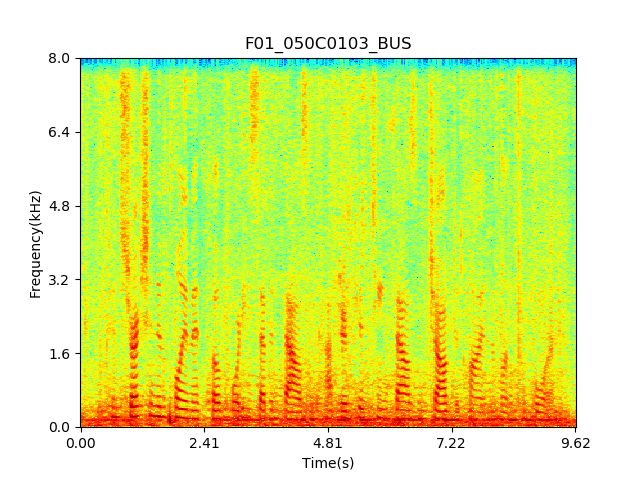 F01_050C0103_BUS
8.0
6.4
4.8
3.2
1.6
0.0
Frequency(kHz)
0.00 2.41 4.81 7.22 9.62
Time(s)